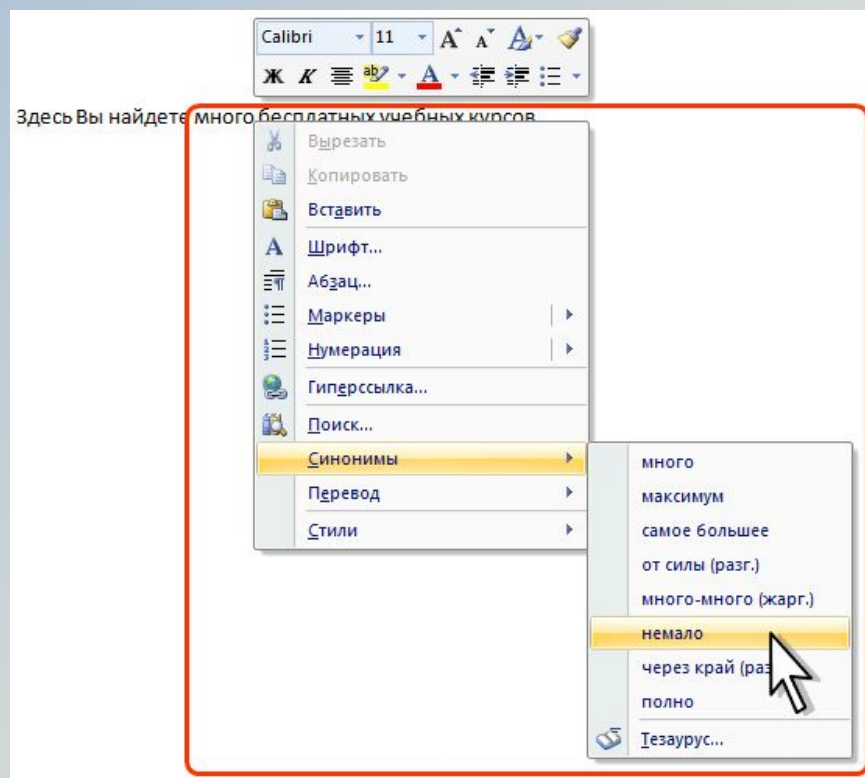 Calibri 11
Ж К
Здесь Вы найдете много бесплатных учебных курсов
Вырезать
Копировать
Вставить
Шрифт...
Абзац...
Маркеры
Нумерация
Гиперссылка...
Поиск...
Синонимы
Перевод
Стили
много
максимум
самое большее
от силы (разг.)
много-много (жарг.)
немало
через край (раз
полно
Тезаурус...